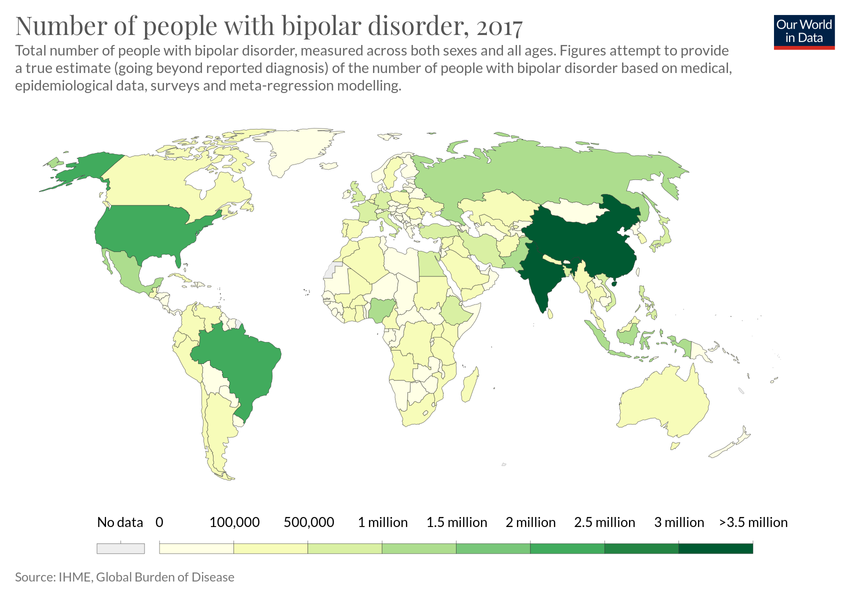 Number of people with bipolar disorder, 2017
Our World
in Data
Total number of people with bipolar disorder, measured across both sexes and all ages. Figures attempt to provide
a true estimate (going beyond reported diagnosis) of the number of people with bipolar disorder based on medical,
epidemiological data, surveys and meta-regression modelling.
No data 0 100,000 500,000 1 million 1.5 million 2 million 2.5 million 3 million >3.5 million
Source: IHME, Global Burden of Disease